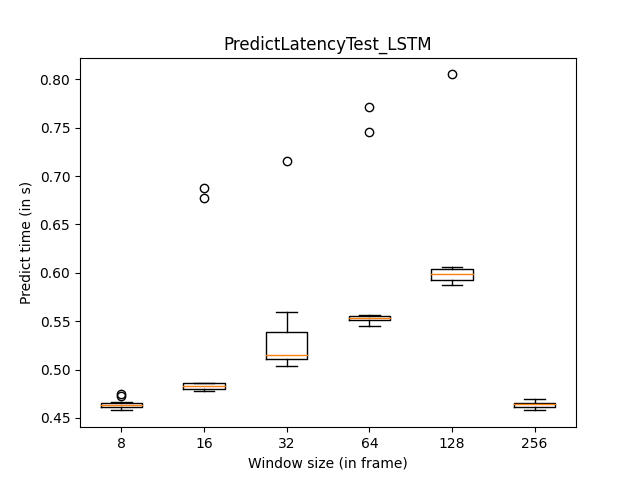 PredictLatencyTest_LSTM
Predict time (in s)
0.80
0.75
0.70
0.65
0.60
0.55
0.50
0.45
8 16 32 64 128 256
Window size (in frame)